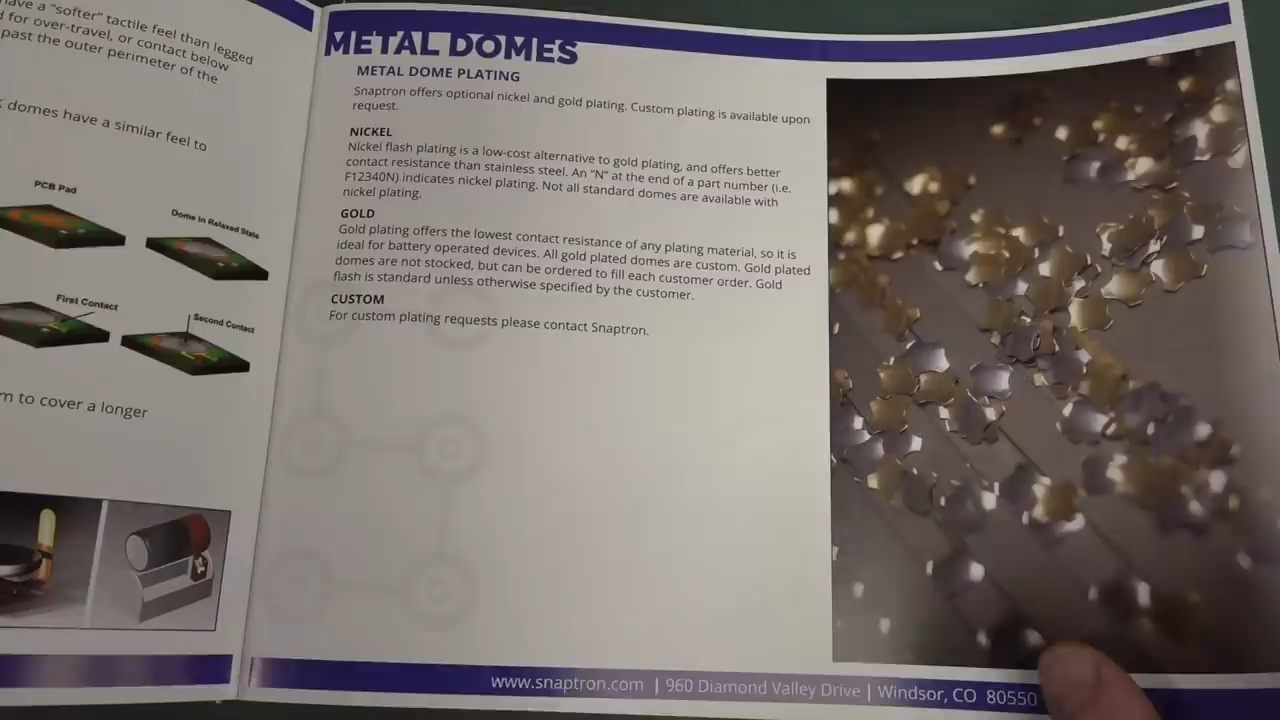 have a "softer" tactile feel than legged
for over-travel, or contact below
past the outer perimeter of the
domes have a similar feel to
PCB Pad
Dome in Relaxed State
First Contact
Second Contact
m to cover a longer
METAL DOMES
METAL DOME PLATING
Snaptron offers optional nickel and gold plating. Custom plating is available upon
request.
NICKEL
Nickel flash plating is a low-cost alternative to gold plating, and offers better
contact resistance than stainless steel. An "N" at the end of a part number (i.e.
F12340N) indicates nickel plating. Not all standard domes are available with
nickel plating.
GOLD
Gold plating offers the lowest contact resistance of any plating material, so it is
ideal for battery operated devices. All gold plated domes are custom. Gold plated
domes are not stocked, but can be ordered to fill each customer order. Gold
flash is standard unless otherwise specified by the customer.
CUSTOM
For custom plating requests please contact Snaptron.
www.snaptron.com | 960 Diamond Valley Drive | Windsor, CO 80550